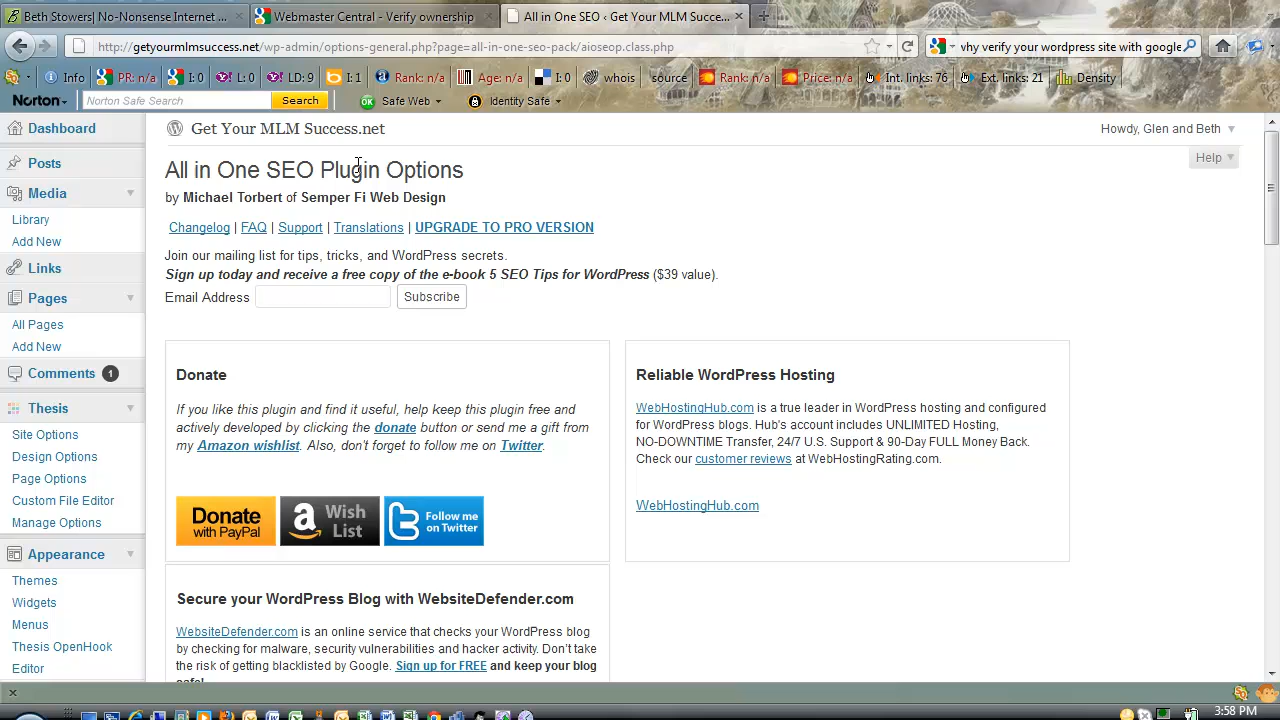 Beth Stowers| No-Nonsense Internet ...
Webmaster Central - Verify ownership
All in One SEO ‹ Get Your MLM Succe...
http://getyourmlmsuccess.net/wp-admin/options-general.php?page=all-in-one-seo-pack/aioseop.class.php
vhy verify your wordpress site with google
Info PR: n/a I: 0 L: 0 LD: 9 I: 1 Rank: n/a Age: n/a I: 0 whois source Rank: n/a Price: n/a Int. links: 76 Ext. links: 21 Density
Norton Norton Safe Search Search OK Safe Web Identity Safe
Dashboard
Posts
Media
Library
Add New
Links
Pages
All Pages
Add New
Comments 1
Thesis
Site Options
Design Options
Page Options
Custom File Editor
Manage Options
Appearance
Themes
Widgets
Menus
Thesis OpenHook
Editor
Get Your MLM Success.net
Howdy, Glen and Beth
Help
All in One SEO Plugin Options
by Michael Torbert of Semper Fi Web Design
Changelog | FAQ | Support | Translations | UPGRADE TO PRO VERSION
Join our mailing list for tips, tricks, and WordPress secrets.
Sign up today and receive a free copy of the e-book 5 SEO Tips for WordPress ($39 value).
Email Address Subscribe
Donate
If you like this plugin and find it useful, help keep this plugin free and
actively developed by clicking the donate button or send me a gift from
my Amazon wishlist. Also, don't forget to follow me on Twitter.
Donate
with PayPal
Wish
List
Follow me
on Twitter
Reliable WordPress Hosting
WebHostingHub.com is a true leader in WordPress hosting and configured
for WordPress blogs. Hub's account includes UNLIMITED Hosting,
NO-DOWNTIME Transfer, 24/7 U.S. Support & 90-Day FULL Money Back.
Check our customer reviews at WebHostingRating.com.
WebHostingHub.com
Secure your WordPress Blog with WebsiteDefender.com
WebsiteDefender.com is an online service that checks your WordPress blog
by checking for malware, security vulnerabilities and hacker activity. Don't take
the risk of getting blacklisted by Google. Sign up for FREE and keep your blog
safe!
3:58 PM